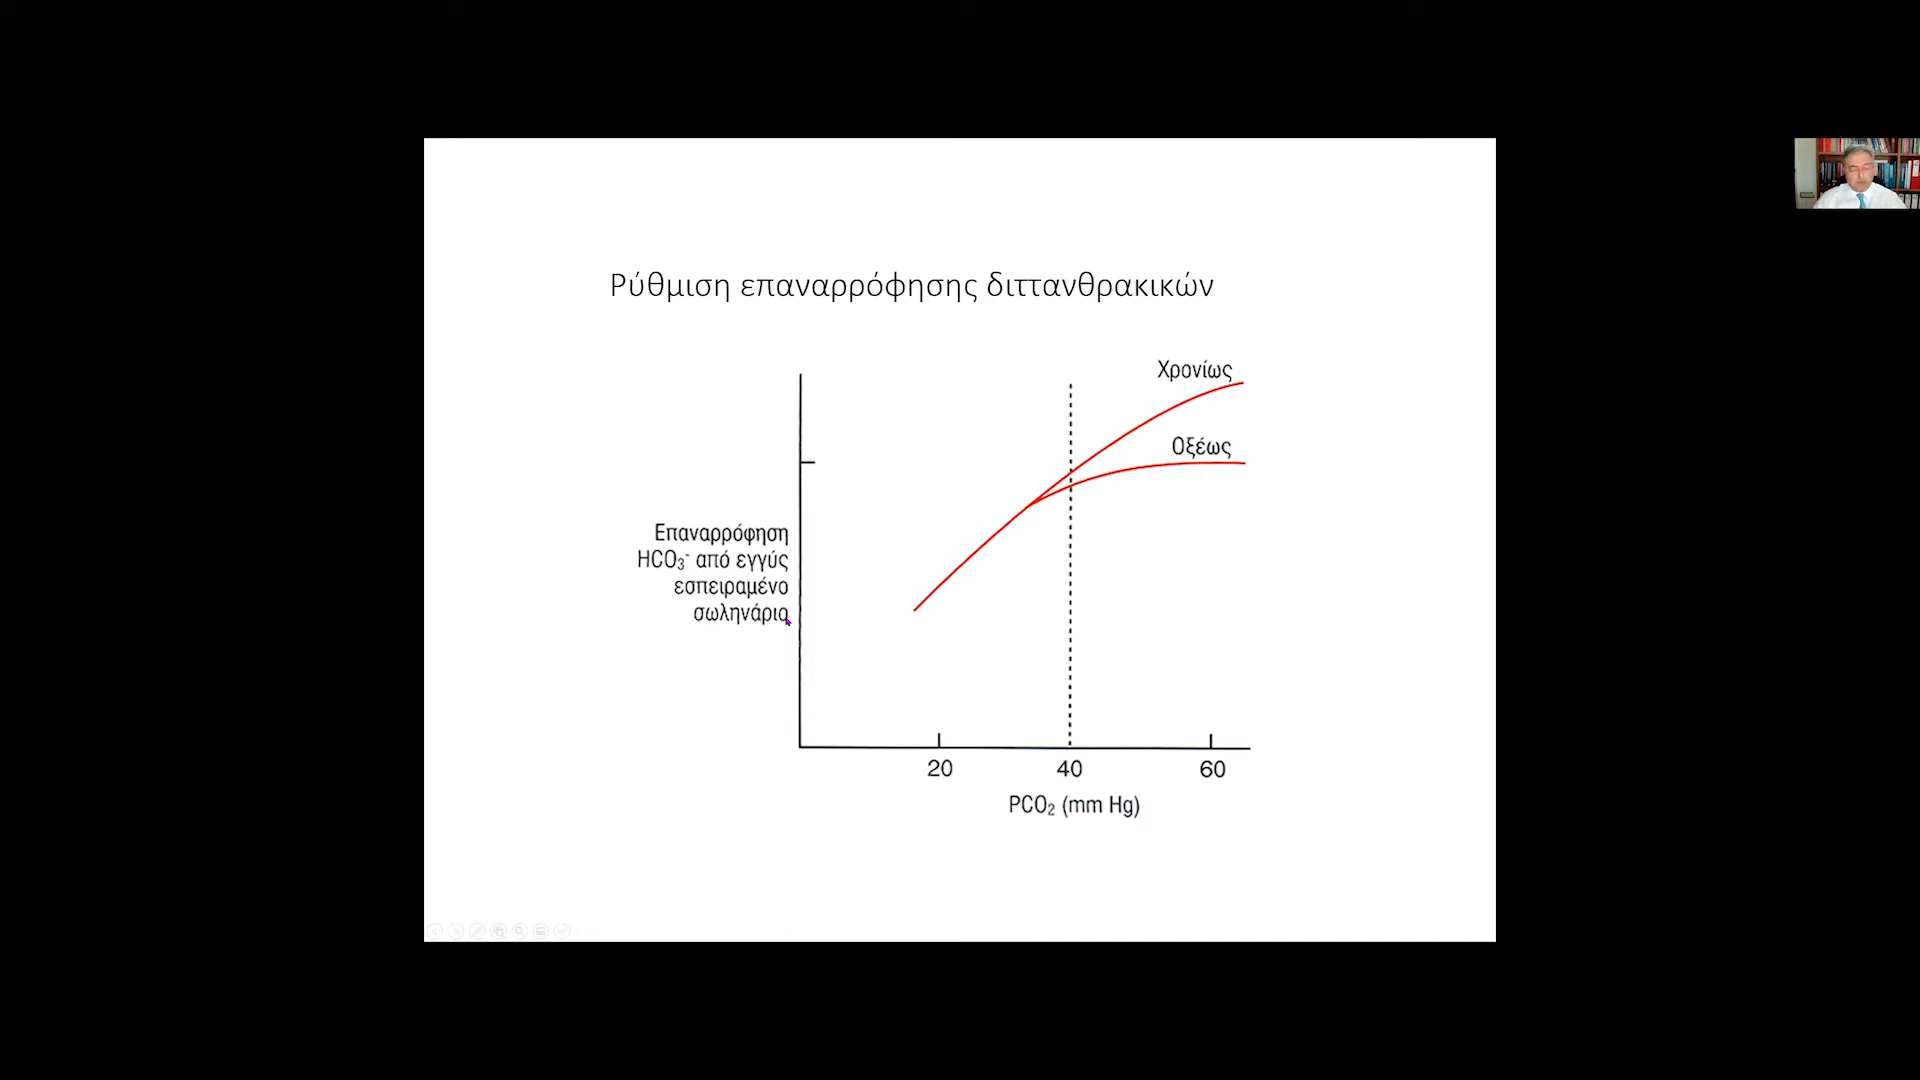 Ρύθμιση επαναρρόφησης διττανθρακικών
Χρονίως
Οξέως
Επαναρρόφηση
HCO₃⁻ από εγγύς
εσπειραμένο
σωληνάριο
20 40 60
PCO₂ (mm Hg)